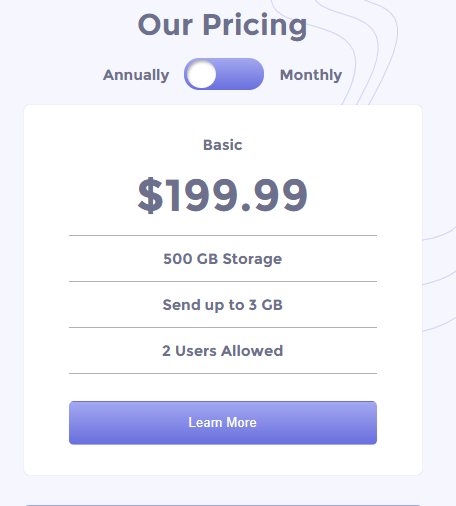 Our Pricing
Annually Monthly
Basic
$199.99
500 GB Storage
Send up to 3 GB
2 Users Allowed
Learn More